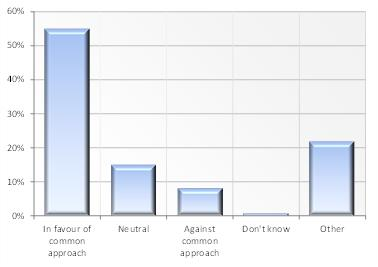 60%
50%
40%
30%
20%
10%
0%
In favour of
common
approach
Neutral
Against
common
approach
Don't know
Other